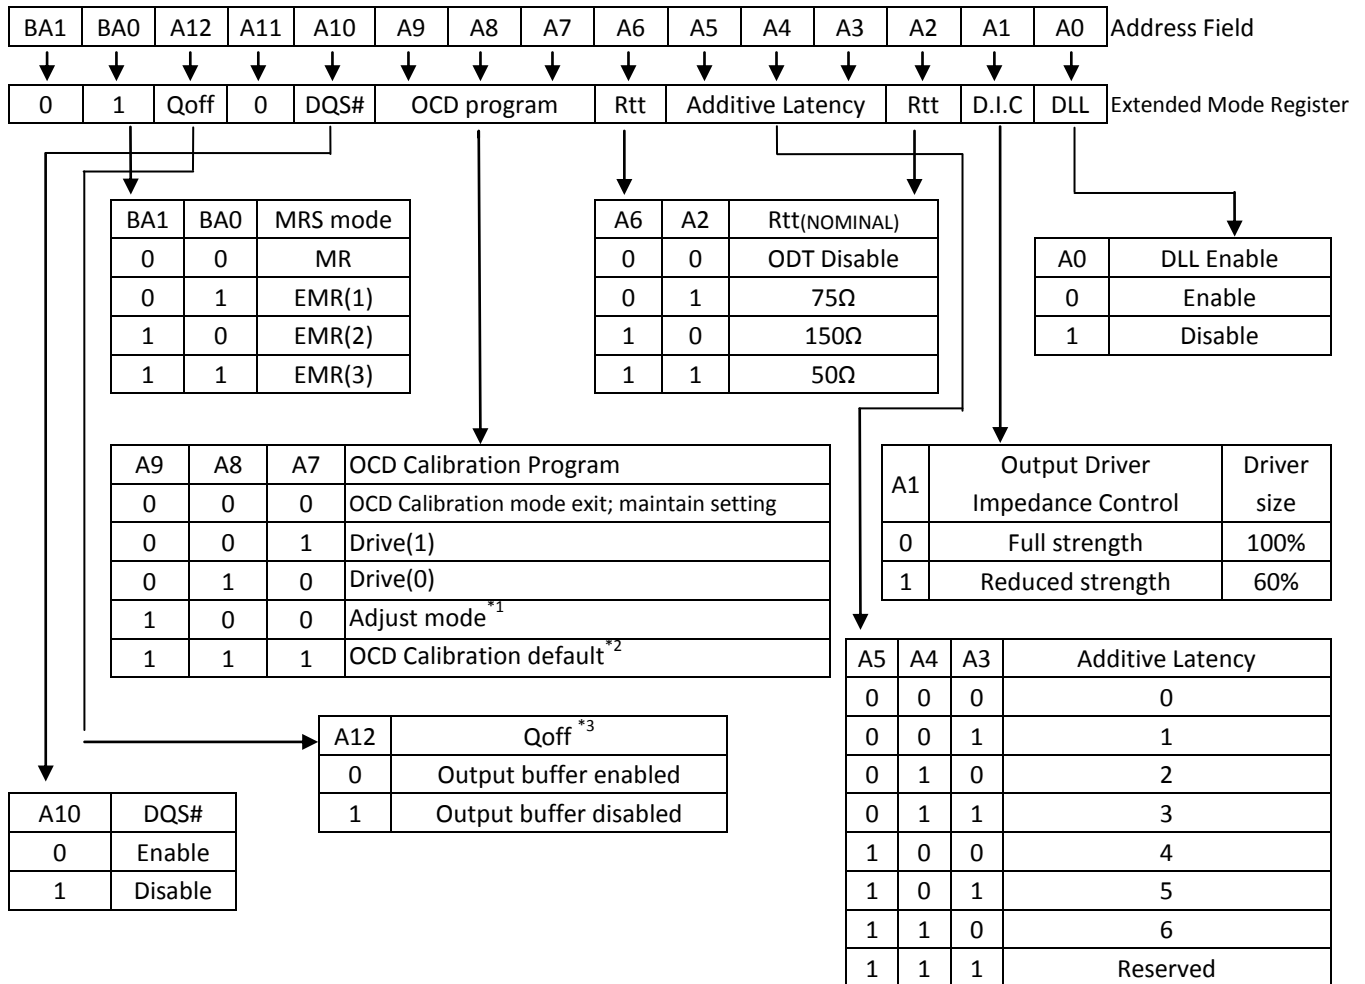 BA1 BA0 A12 A11 A10 A9 A8 A7 A6 A5 A4 A3 A2 A1 A0 Address Field
0 1 Qoff 0 DQS# OCD program Rtt Additive Latency Rtt D.I.C DLL Extended Mode Register
BA1 BA0 MRS mode
0 0 MR
0 1 EMR(1)
1 0 EMR(2)
1 1 EMR(3)
A6 A2 Rtt(NOMINAL)
0 0 ODT Disable
0 1 75Ω
1 0 150Ω
1 1 50Ω
A0 DLL Enable
0 Enable
1 Disable
A9 A8 A7 OCD Calibration Program
0 0 0 OCD Calibration mode exit; maintain setting
0 0 1 Drive(1)
0 1 0 Drive(0)
1 0 0 Adjust mode*1
1 1 1 OCD Calibration default*2
A1 Output Driver Impedance Control Driver size
0 Full strength 100%
1 Reduced strength 60%
A12 Qoff *3
0 Output buffer enabled
1 Output buffer disabled
A10 DQS#
0 Enable
1 Disable
A5 A4 A3 Additive Latency
0 0 0 0
0 0 1 1
0 1 0 2
0 1 1 3
1 0 0 4
1 0 1 5
1 1 0 6
1 1 1 Reserved